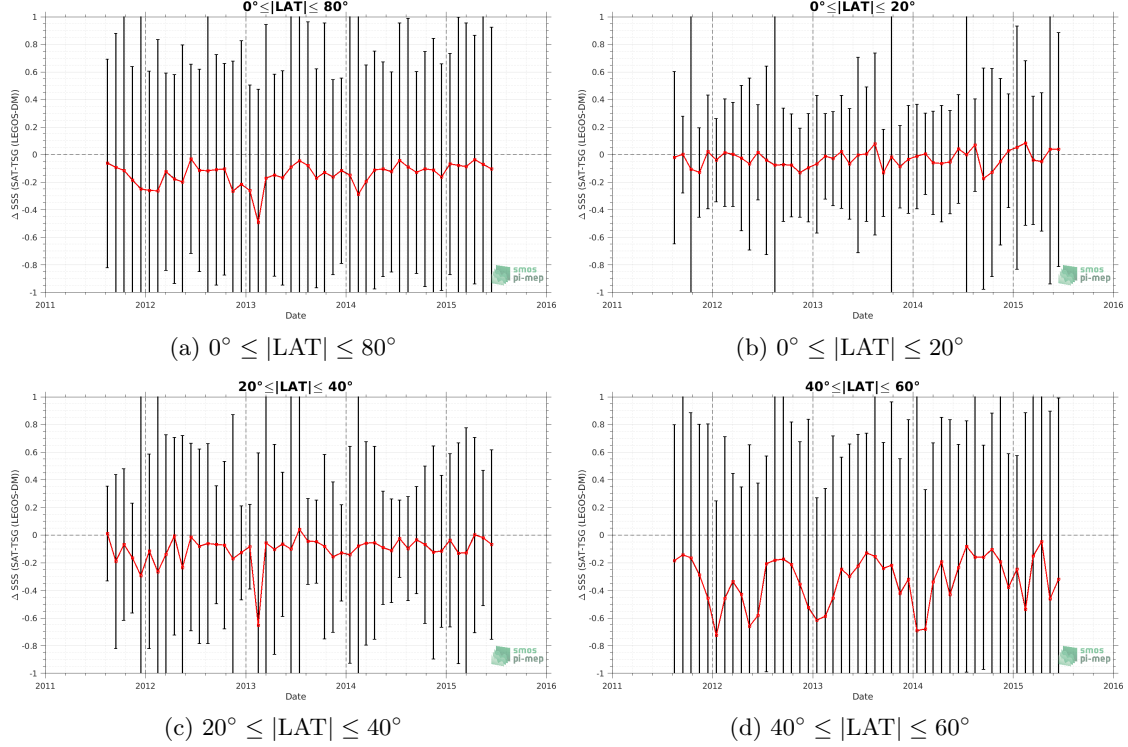 0°≤|LAT|≤ 80°
Δ SSS (SAT-TSG (LEGOS-DM))
1
0.8
0.6
0.4
0.2
0
-0.2
-0.4
-0.6
-0.8
-1
2011 2012 2013 2014 2015 2016
Date
smos
pi-mep
(a) 0° ≤ |LAT| ≤ 80°
0°≤|LAT|≤ 20°
Δ SSS (SAT-TSG (LEGOS-DM))
1
0.8
0.6
0.4
0.2
0
-0.2
-0.4
-0.6
-0.8
-1
2011 2012 2013 2014 2015 2016
Date
smos
pi-mep
(b) 0° ≤ |LAT| ≤ 20°
20°≤|LAT|≤ 40°
Δ SSS (SAT-TSG (LEGOS-DM))
1
0.8
0.6
0.4
0.2
0
-0.2
-0.4
-0.6
-0.8
-1
2011 2012 2013 2014 2015 2016
Date
smos
pi-mep
(c) 20° ≤ |LAT| ≤ 40°
40°≤|LAT|≤ 60°
Δ SSS (SAT-TSG (LEGOS-DM))
1
0.8
0.6
0.4
0.2
0
-0.2
-0.4
-0.6
-0.8
-1
2011 2012 2013 2014 2015 2016
Date
smos
pi-mep
(d) 40° ≤ |LAT| ≤ 60°